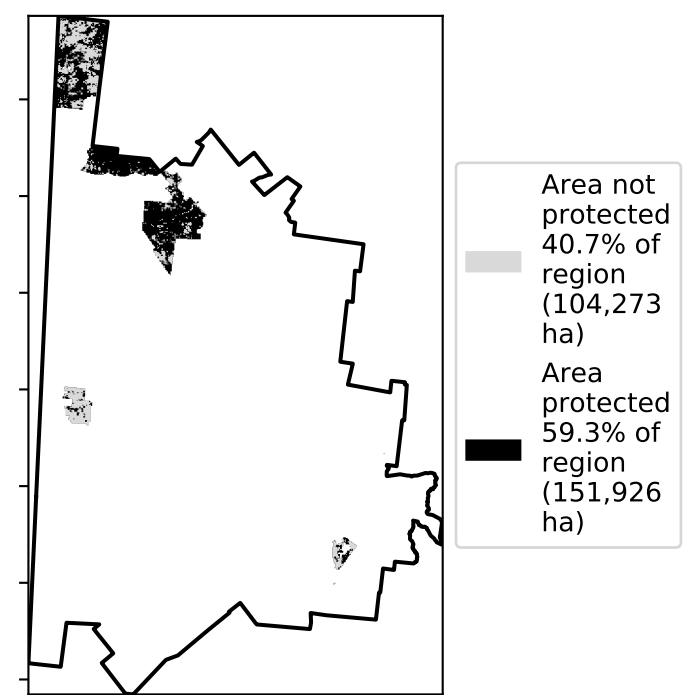 Area not
protected
40.7% of
region
(104,273
ha)
Area
protected
59.3% of
region
(151,926
ha)